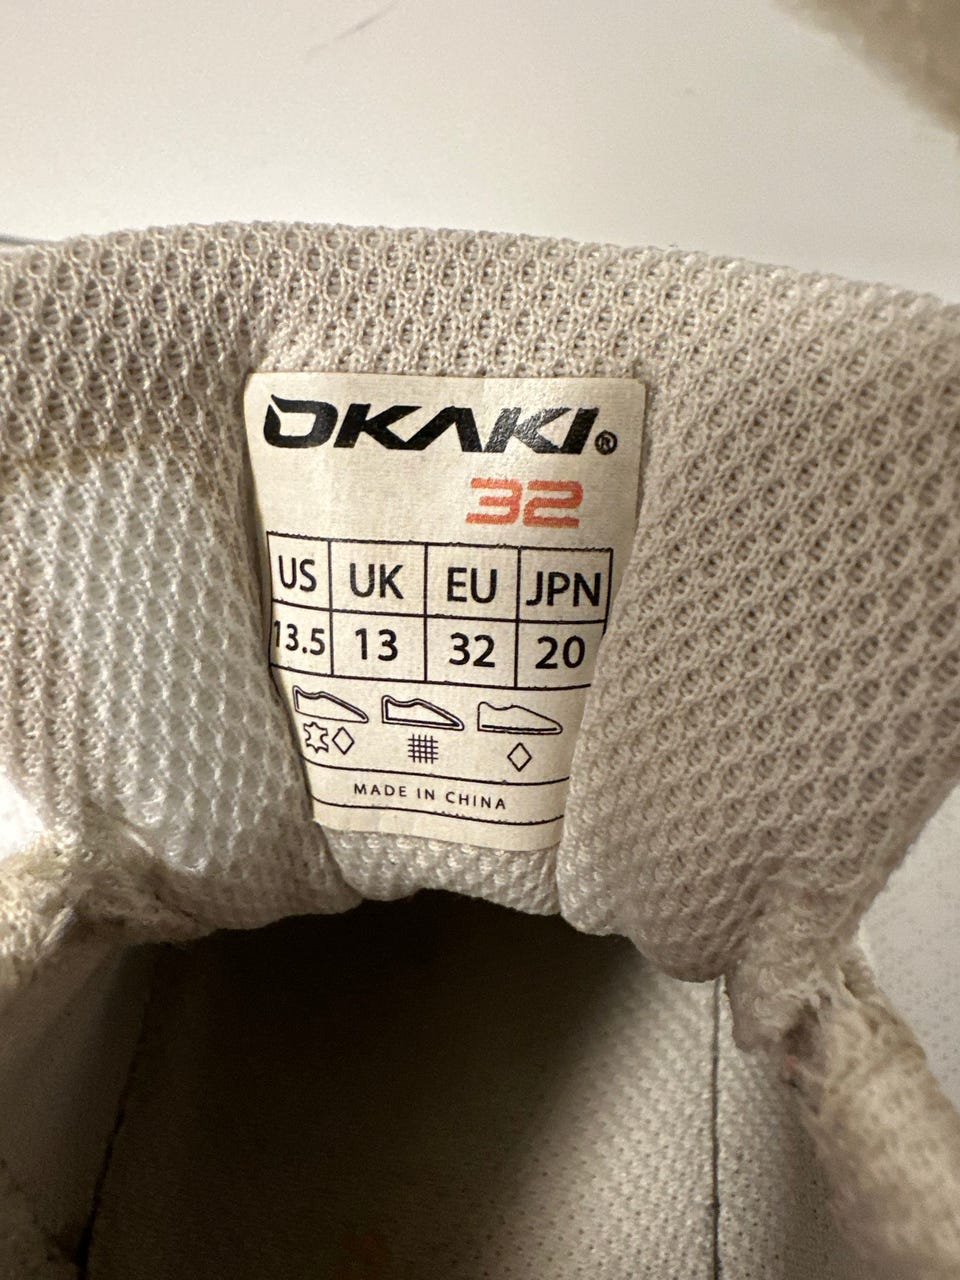 OKAKI®
32
US UK EU JPN
13.5 13 32 20
MADE IN CHINA